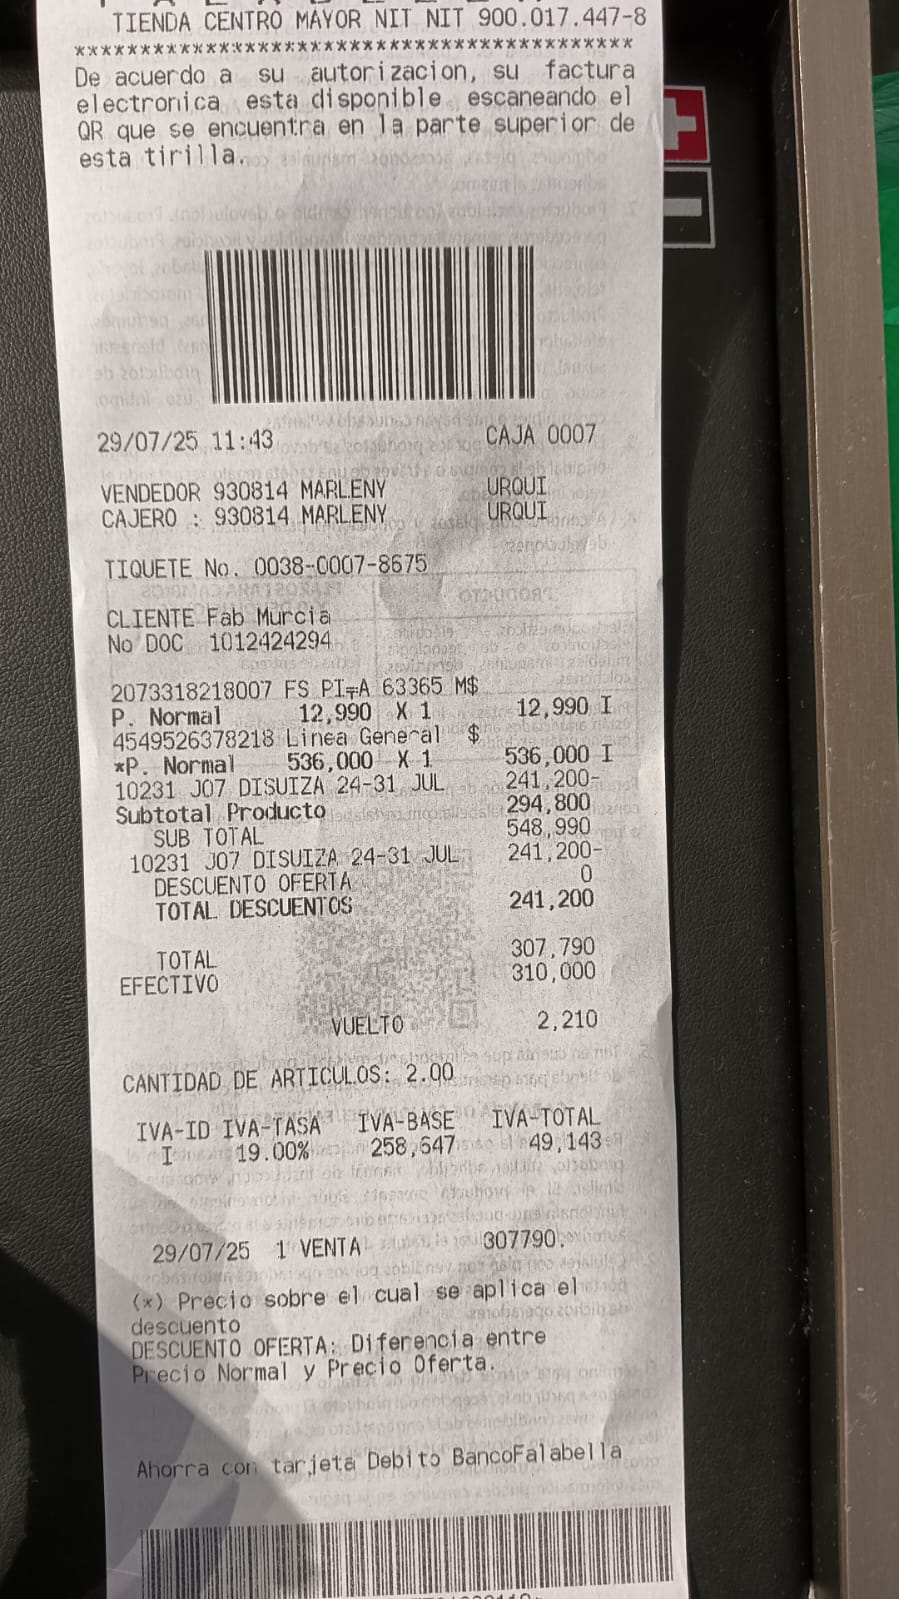 TIENDA CENTRO MAYOR NIT NIT 900.017.447-8
******************************************
De acuerdo a su autorizacion, su factura
electronica esta disponible escaneando el
QR que se encuentra en la parte superior de
esta tirilla.
29/07/25 11:43 CAJA 0007
VENDEDOR 930814 MARLENY URQUI
CAJERO : 930814 MARLENY URQUI
TIQUETE No. 0038-0007-8675
CLIENTE Fab Murcia
No DOC 1012424294
2073318218007 FS PITA 63365 M$
P. Normal 12,990 X 1 12,990 I
4549526378218 Linea General $
*P. Normal 536,000 X 1 536,000 I
10231 J07 DISUIZA 24-31 JUL 241,200-
Subtotal Producto 294,800
SUB TOTAL 548,990
10231 J07 DISUIZA 24-31 JUL 241,200-
DESCUENTO OFERTA 0
TOTAL DESCUENTOS 241,200
TOTAL 307,790
EFECTIVO 310,000
VUELTO 2,210
CANTIDAD DE ARTICULOS: 2.00
IVA-ID IVA-TASA IVA-BASE IVA-TOTAL
I 19.00% 258,647 49,143
29/07/25 1 VENTA 307790.
(*) Precio sobre el cual se aplica el
descuento
DESCUENTO OFERTA: Diferencia entre
Precio Normal y Precio Oferta.
Ahorra con tarjeta Debito BancoFalabella